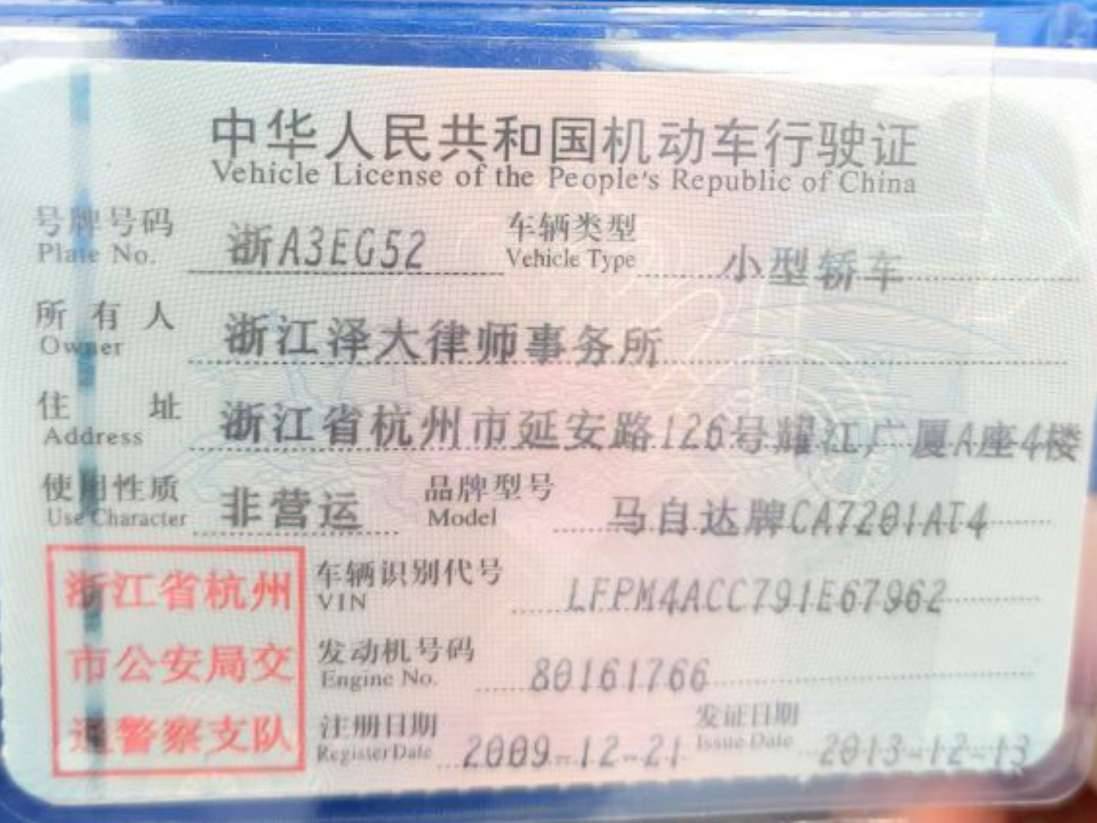 中华人民共和国机动车行驶证
Vehicle License of the People's Republic of China
号牌号码 浙A3EG52 车辆类型 小型轿车
Plate No. Vehicle Type
所有人 浙江泽大律师事务所
Owner
住址 浙江省杭州市延安路126号耀江广厦A座4楼
Address
使用性质 非营运 品牌型号 马自达牌CA7201AT4
Use Character Model
浙江省杭州 车辆识别代号 LFPM4ACC791E67962
VIN
市公安局交 发动机号码 80161766
Engine No.
通警察支队 注册日期 2009-12-21 发证日期 2013-12-13
Register Date Issue Date